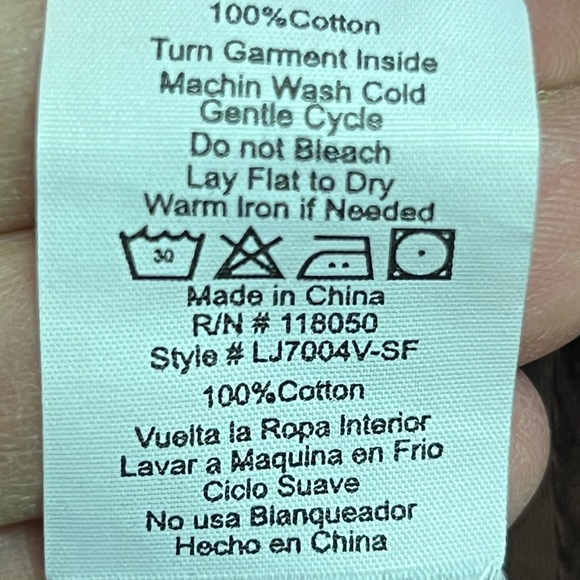 100%Cotton
Turn Garment Inside
Machin Wash Cold
Gentle Cycle
Do not Bleach
Lay Flat to Dry
Warm Iron if Needed
30
Made in China
R/N # 118050
Style # LJ7004V-SF
100%Cotton
Vuelta la Ropa Interior
Lavar a Maquina en Frio
Ciclo Suave
No usa Blanqueador
Hecho en China